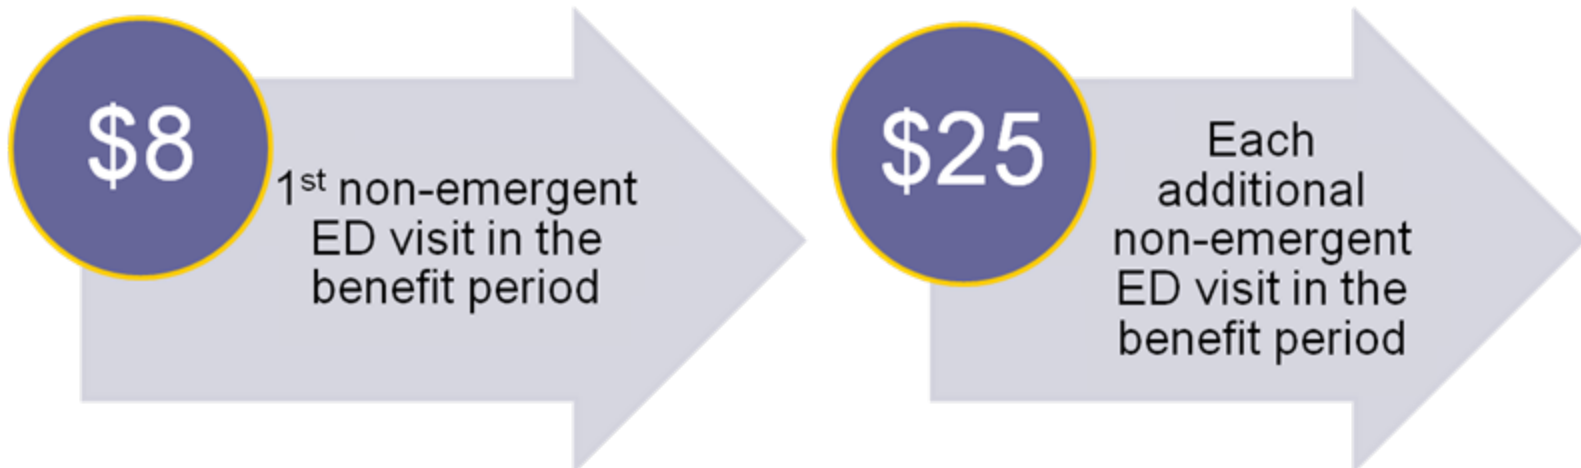 $8
1st non-emergent
ED visit in the
benefit period
$25
Each
additional
non-emergent
ED visit in the
benefit period